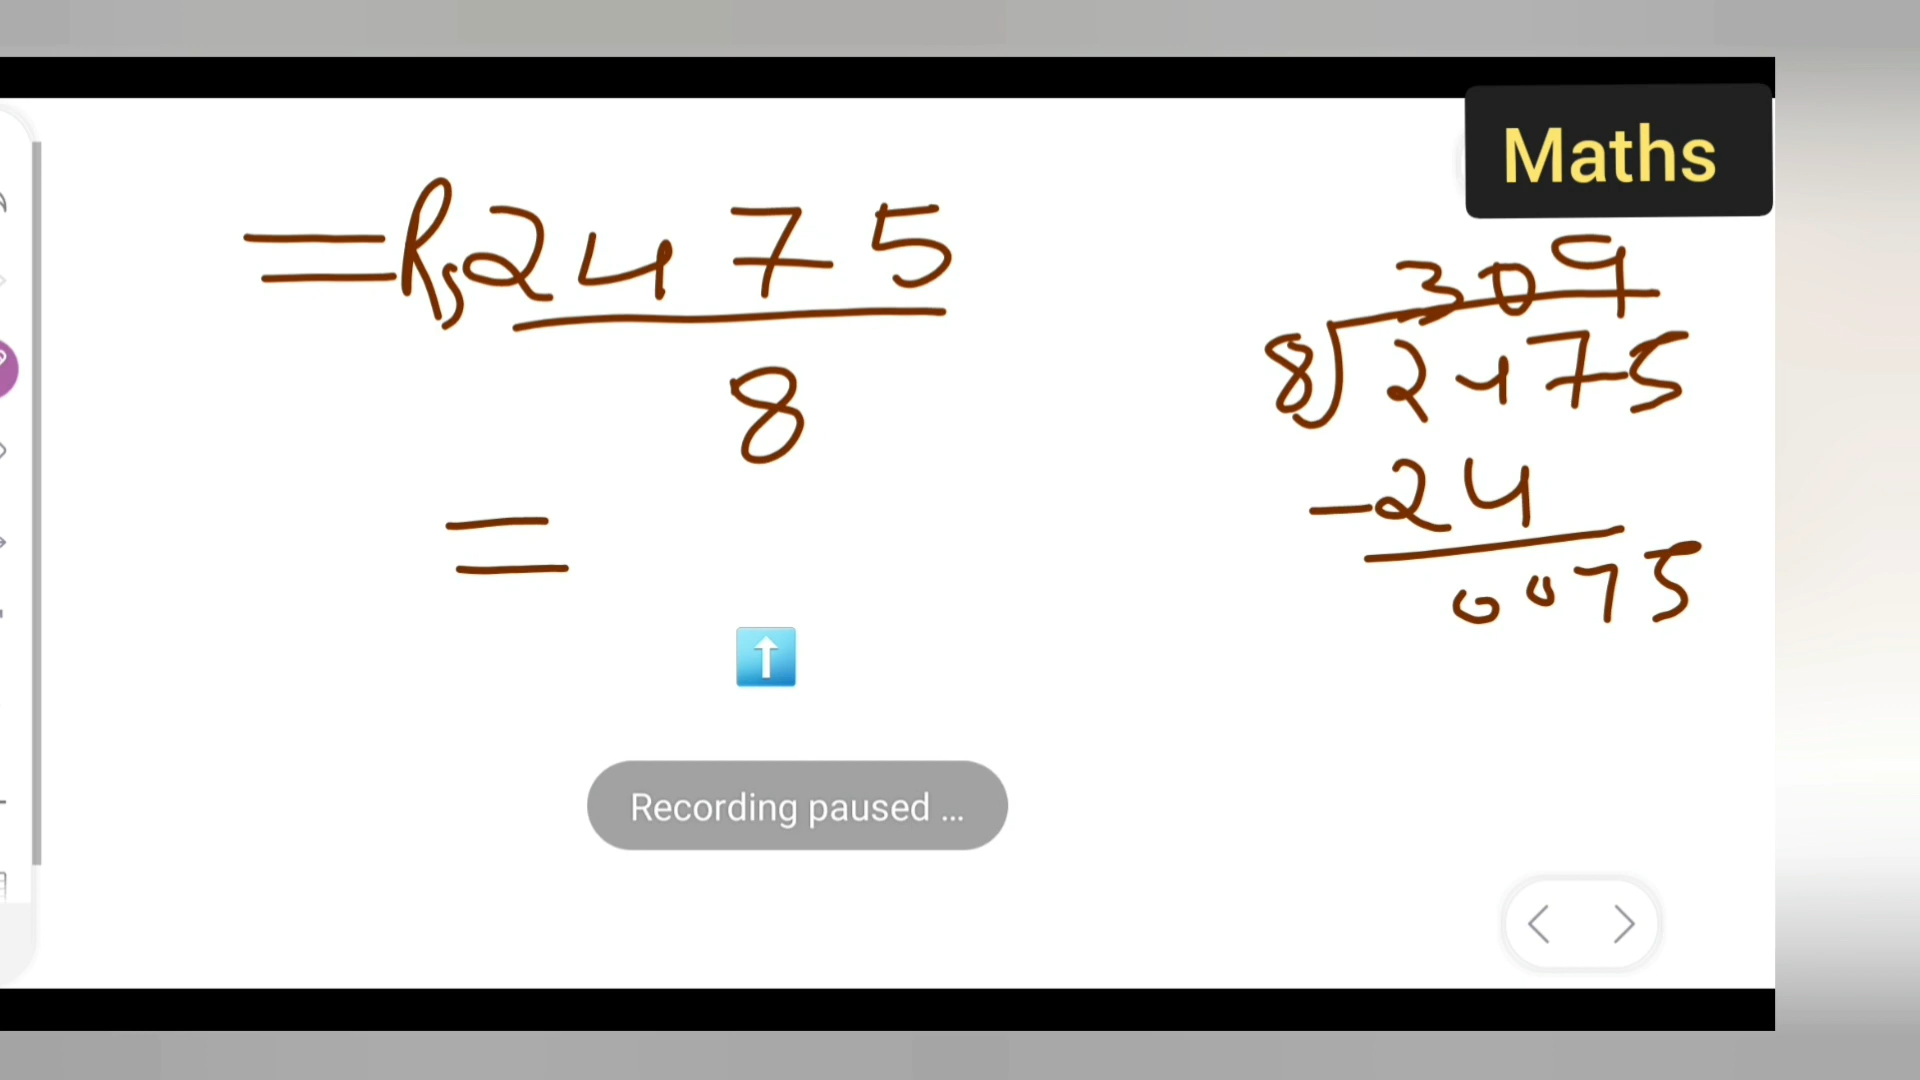 Maths
= Rs 2475
8
=
309
8 2475
-24
0075
Recording paused ...